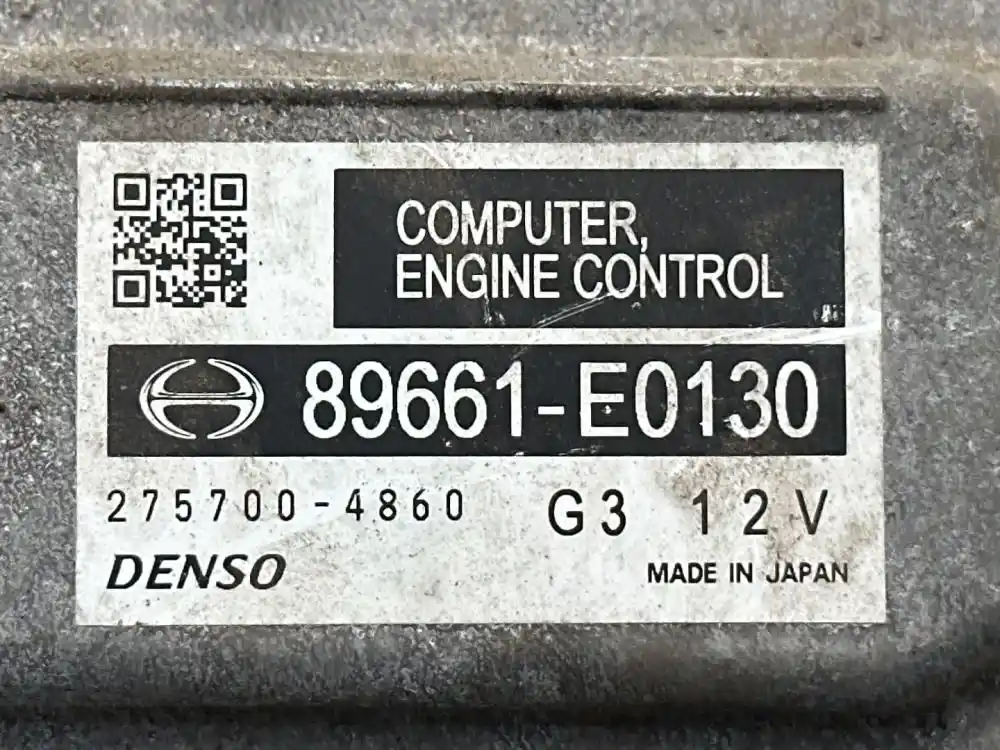 COMPUTER,
ENGINE CONTROL
89661-E0130
275700-4860 G3 12V
DENSO
MADE IN JAPAN